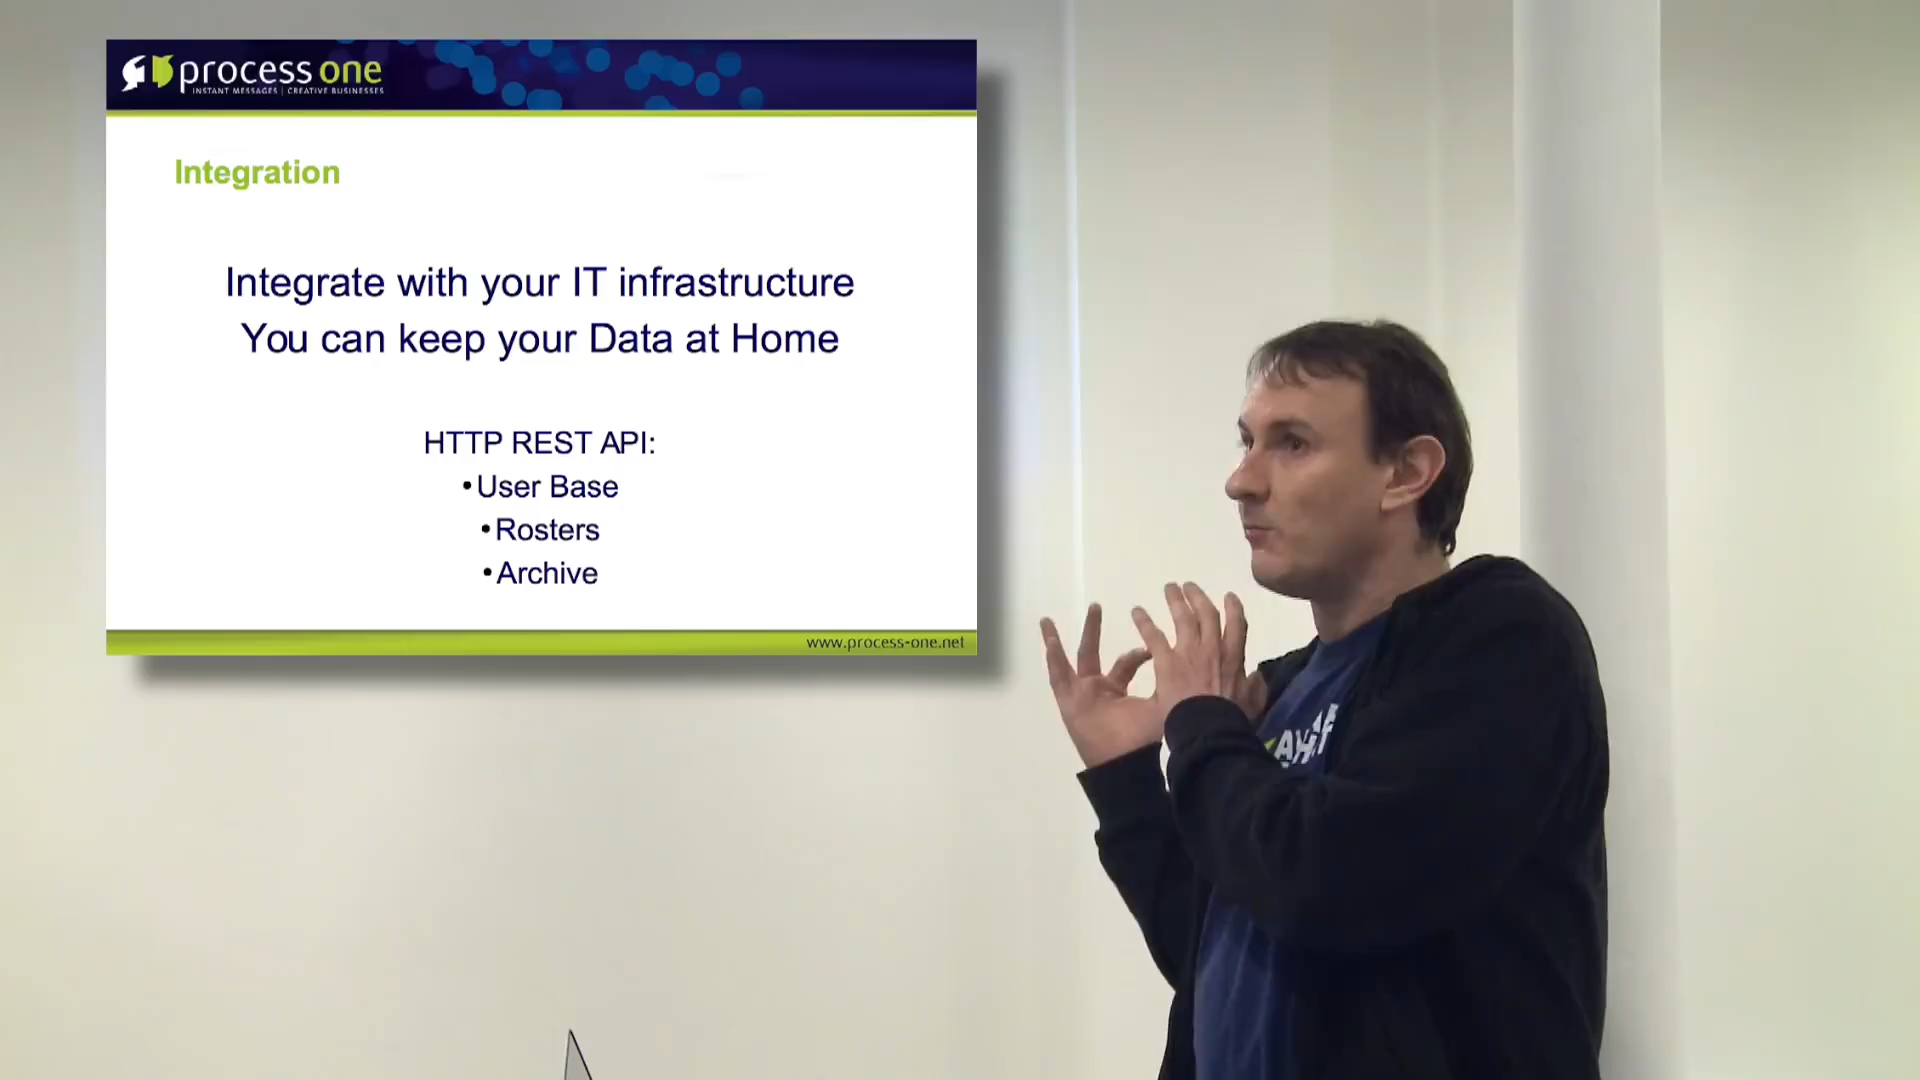 process one
INSTANT MESSAGES | CREATIVE BUSINESSES
Integration
Integrate with your IT infrastructure
You can keep your Data at Home
HTTP REST API:
•User Base
•Rosters
•Archive
www.process-one.net